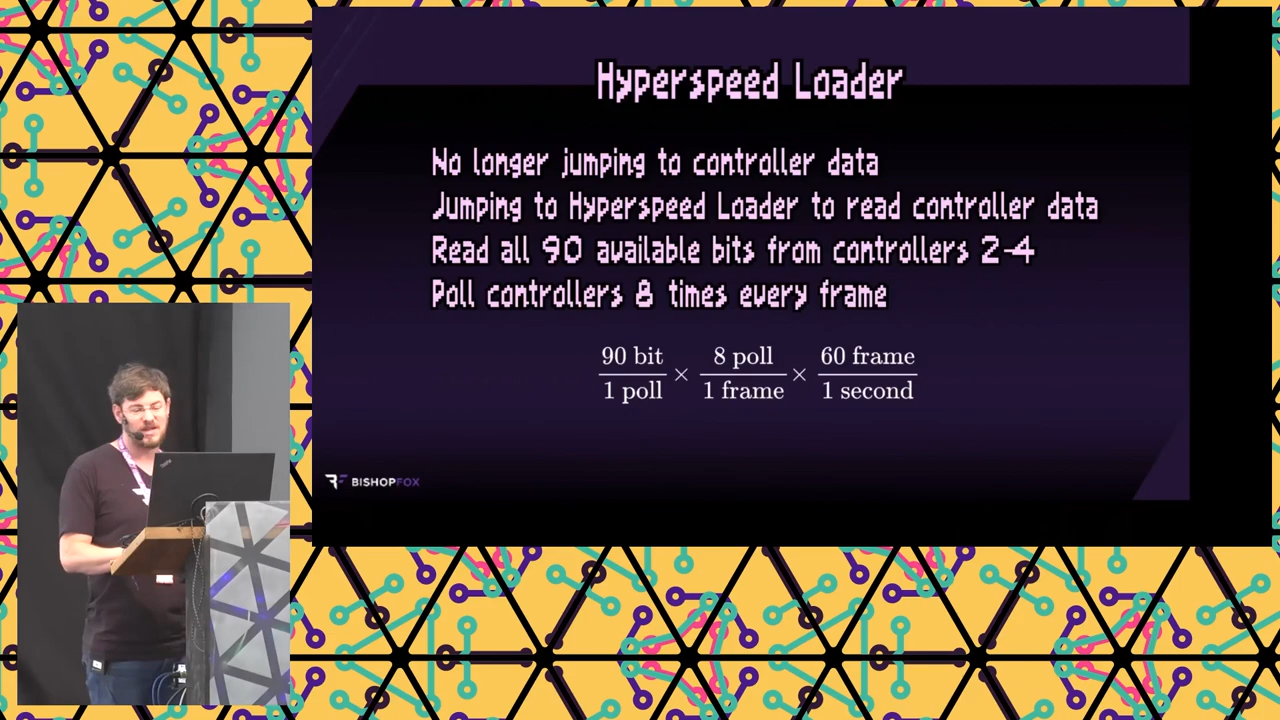 Hyperspeed Loader
No longer jumping to controller data
Jumping to Hyperspeed Loader to read controller data
Read all 90 available bits from controllers 2-4
Poll controllers 8 times every frame
90 bit / 1 poll × 8 poll / 1 frame × 60 frame / 1 second
BISHOPFOX